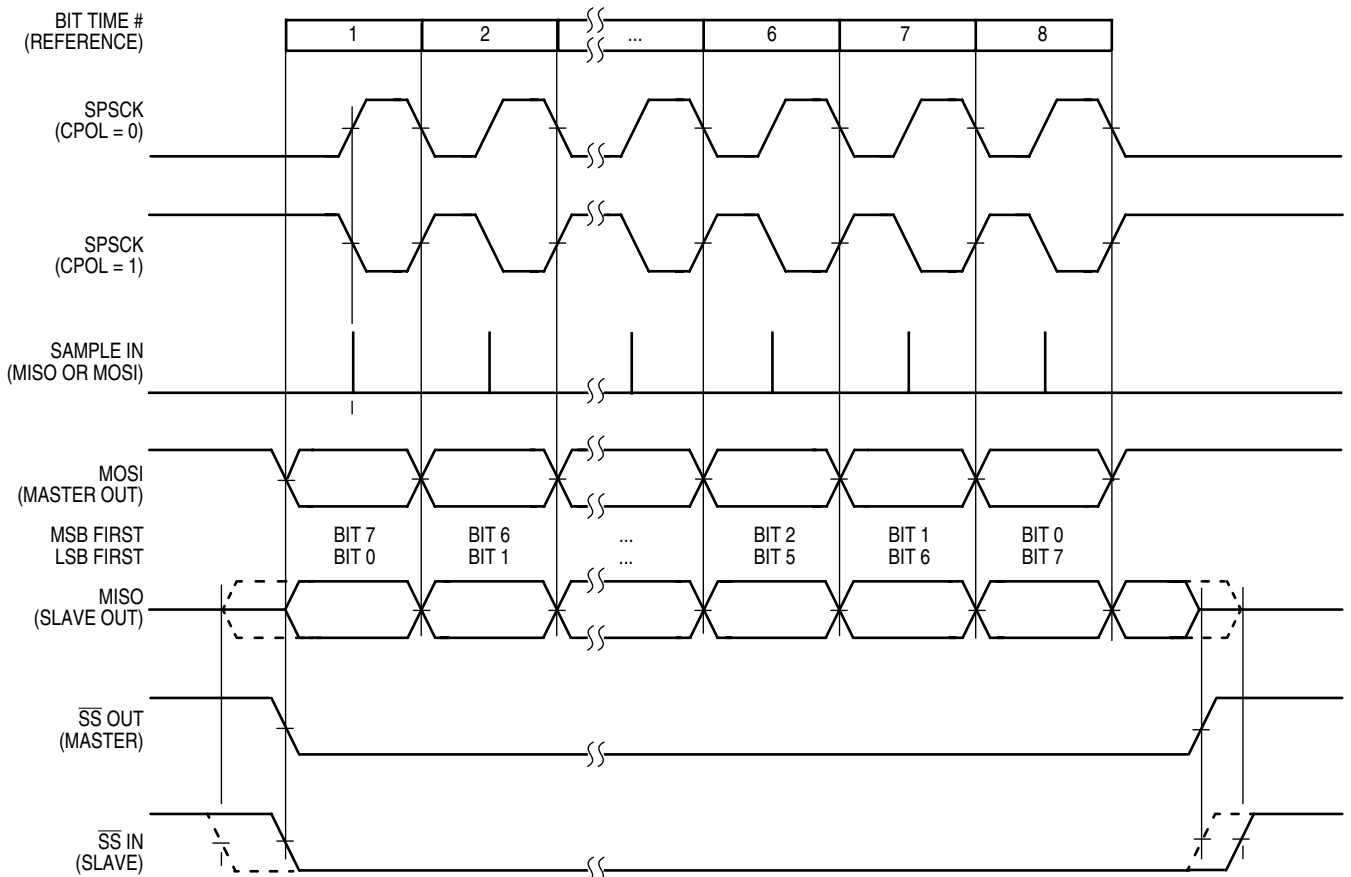 BIT TIME #
(REFERENCE)
1 2 ... 6 7 8
SPSCK
(CPOL = 0)
SPSCK
(CPOL = 1)
SAMPLE IN
(MISO OR MOSI)
MOSI
(MASTER OUT)
MSB FIRST BIT 7 BIT 6 ... BIT 2 BIT 1 BIT 0
LSB FIRST BIT 0 BIT 1 ... BIT 5 BIT 6 BIT 7
MISO
(SLAVE OUT)
SS OUT
(MASTER)
SS IN
(SLAVE)